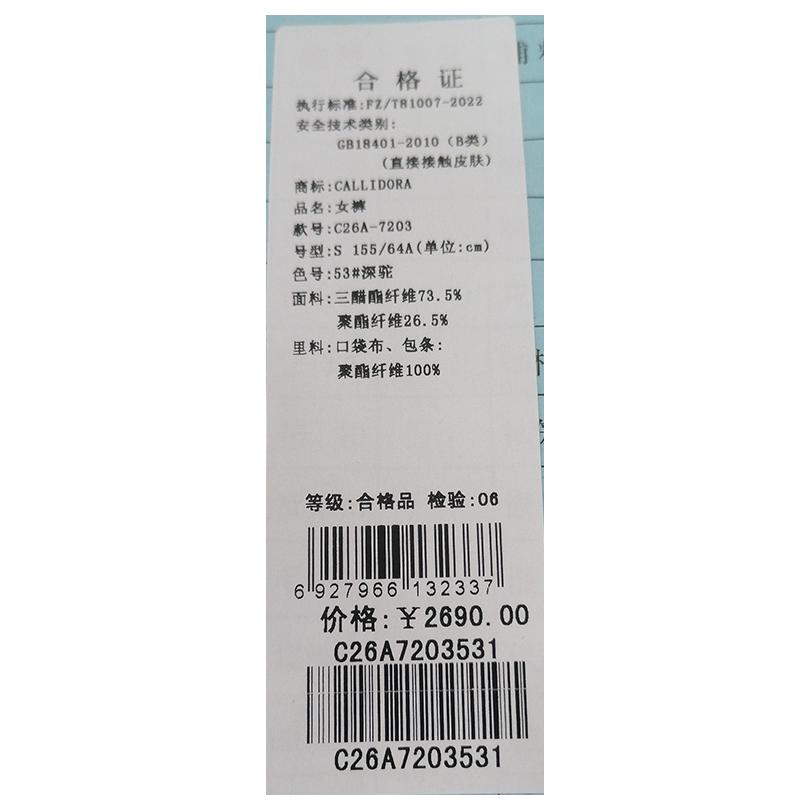 合格证
执行标准:FZ/T81007-2022
安全技术类别:
GB18401-2010（B类）
(直接接触皮肤)
商标:CALLIDORA
品名:女裤
款号:C26A-7203
号型:S 155/64A(单位:cm)
色号:53#深驼
面料:三醋酯纤维73.5%
聚酯纤维26.5%
里料:口袋布、包条:
聚酯纤维100%
等级:合格品 检验:06
6 927966 132337
价格:￥2690.00
C26A7203531
C26A7203531